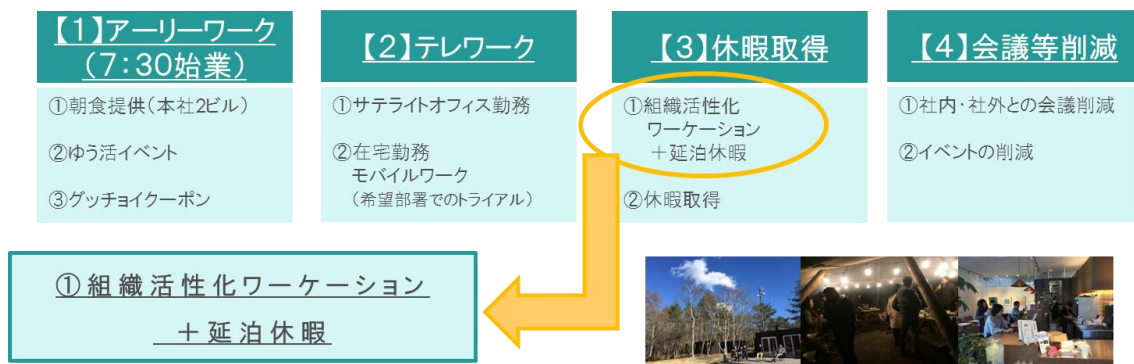 【1】アーリーワーク
(7:30始業)
①朝食提供(本社2ビル)
②ゆう活イベント
③グッチョイクーポン
【2】テレワーク
①サテライトオフィス勤務
②在宅勤務
モバイルワーク
(希望部署でのトライアル)
【3】休暇取得
①組織活性化
ワーケーション
+延泊休暇
②休暇取得
【4】会議等削減
①社内・社外との会議削減
②イベントの削減
①組織活性化ワーケーション
+延泊休暇